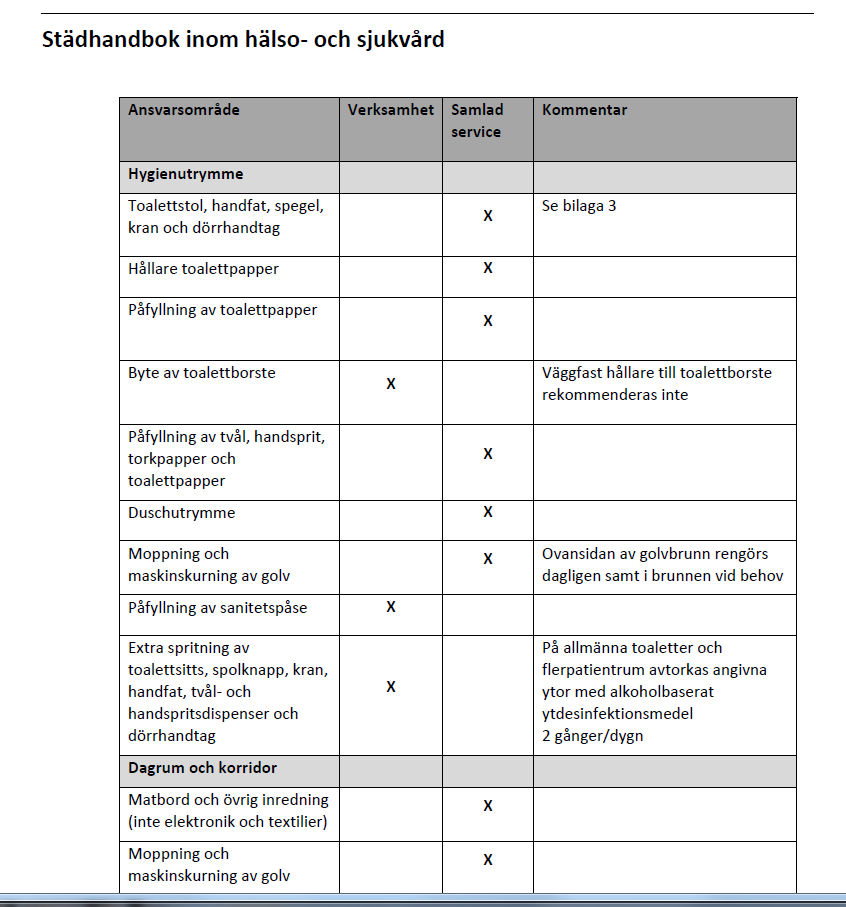 Städhandbok inom hälso- och sjukvård
Ansvarsområde Verksamhet Samlad service Kommentar
Hygienutrymme
Toalettstol, handfat, spegel,
kran och dörrhandtag
X
Se bilaga 3
Hållare toalettpapper
X
Påfyllning av toalettpapper
X
Byte av toalettborste
X
Väggfast hållare till toalettborste
rekommenderas inte
Påfyllning av tvål, handsprit,
torkpapper och
toalettpapper
X
Duschutrymme
X
Moppning och
maskinskurning av golv
X
Ovansidan av golvbrunn rengörs
dagligen samt i brunnen vid behov
Påfyllning av sanitetspåse
X
Extra spritning av
toalettsitts, spolknapp, kran,
handfat, tvål- och
handspritsdispenser och
dörrhandtag
X
På allmänna toaletter och
flerpatientrum avtorkas angivna
ytor med alkoholbaserat
ytdesinfektionsmedel
2 gånger/dygn
Dagrum och korridor
Matbord och övrig inredning
(inte elektronik och textilier)
X
Moppning och
maskinskurning av golv
X